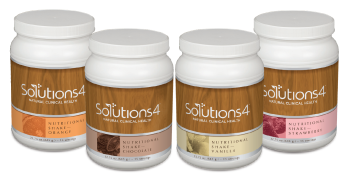 Solutions4
NATURAL CLINICAL HEALTH
NUTRITIONAL
SHAKE
ORANGE
Solutions4
NATURAL CLINICAL HEALTH
NUTRITIONAL
SHAKE
CHOCOLATE
Solutions4
NATURAL CLINICAL HEALTH
NUTRITIONAL
SHAKE
VANILLA
Solutions4
NATURAL CLINICAL HEALTH
NUTRITIONAL
SHAKE
STRAWBERRY